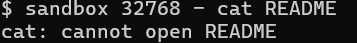 $ sandbox 32768 - cat README
cat: cannot open README